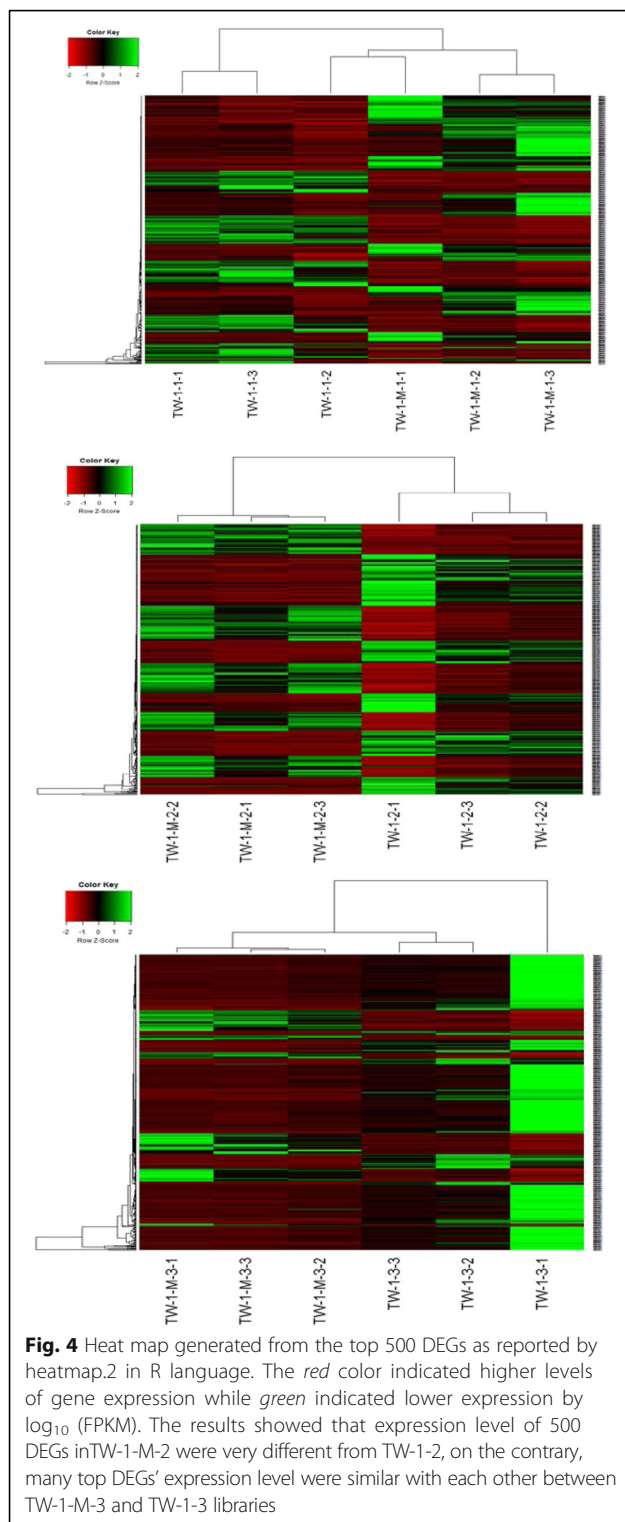 Color Key
-2 -1 0 1 2
Row Z-Score
TW-1-1-1
TW-1-1-3
TW-1-1-2
TW-1-M-1-1
TW-1-M-1-2
TW-1-M-1-3
Color Key
-2 -1 0 1 2
Row Z-Score
TW-1-M-2-2
TW-1-M-2-1
TW-1-M-2-3
TW-1-2-1
TW-1-2-3
TW-1-2-2
Color Key
-2 -1 0 1 2
Row Z-Score
TW-1-M-3-1
TW-1-M-3-3
TW-1-M-3-2
TW-1-3-3
TW-1-3-2
TW-1-3-1
Fig. 4 Heat map generated from the top 500 DEGs as reported by
heatmap.2 in R language. The red color indicated higher levels
of gene expression while green indicated lower expression by
log₁₀ (FPKM). The results showed that expression level of 500
DEGs inTW-1-M-2 were very different from TW-1-2, on the contrary,
many top DEGs' expression level were similar with each other between
TW-1-M-3 and TW-1-3 libraries